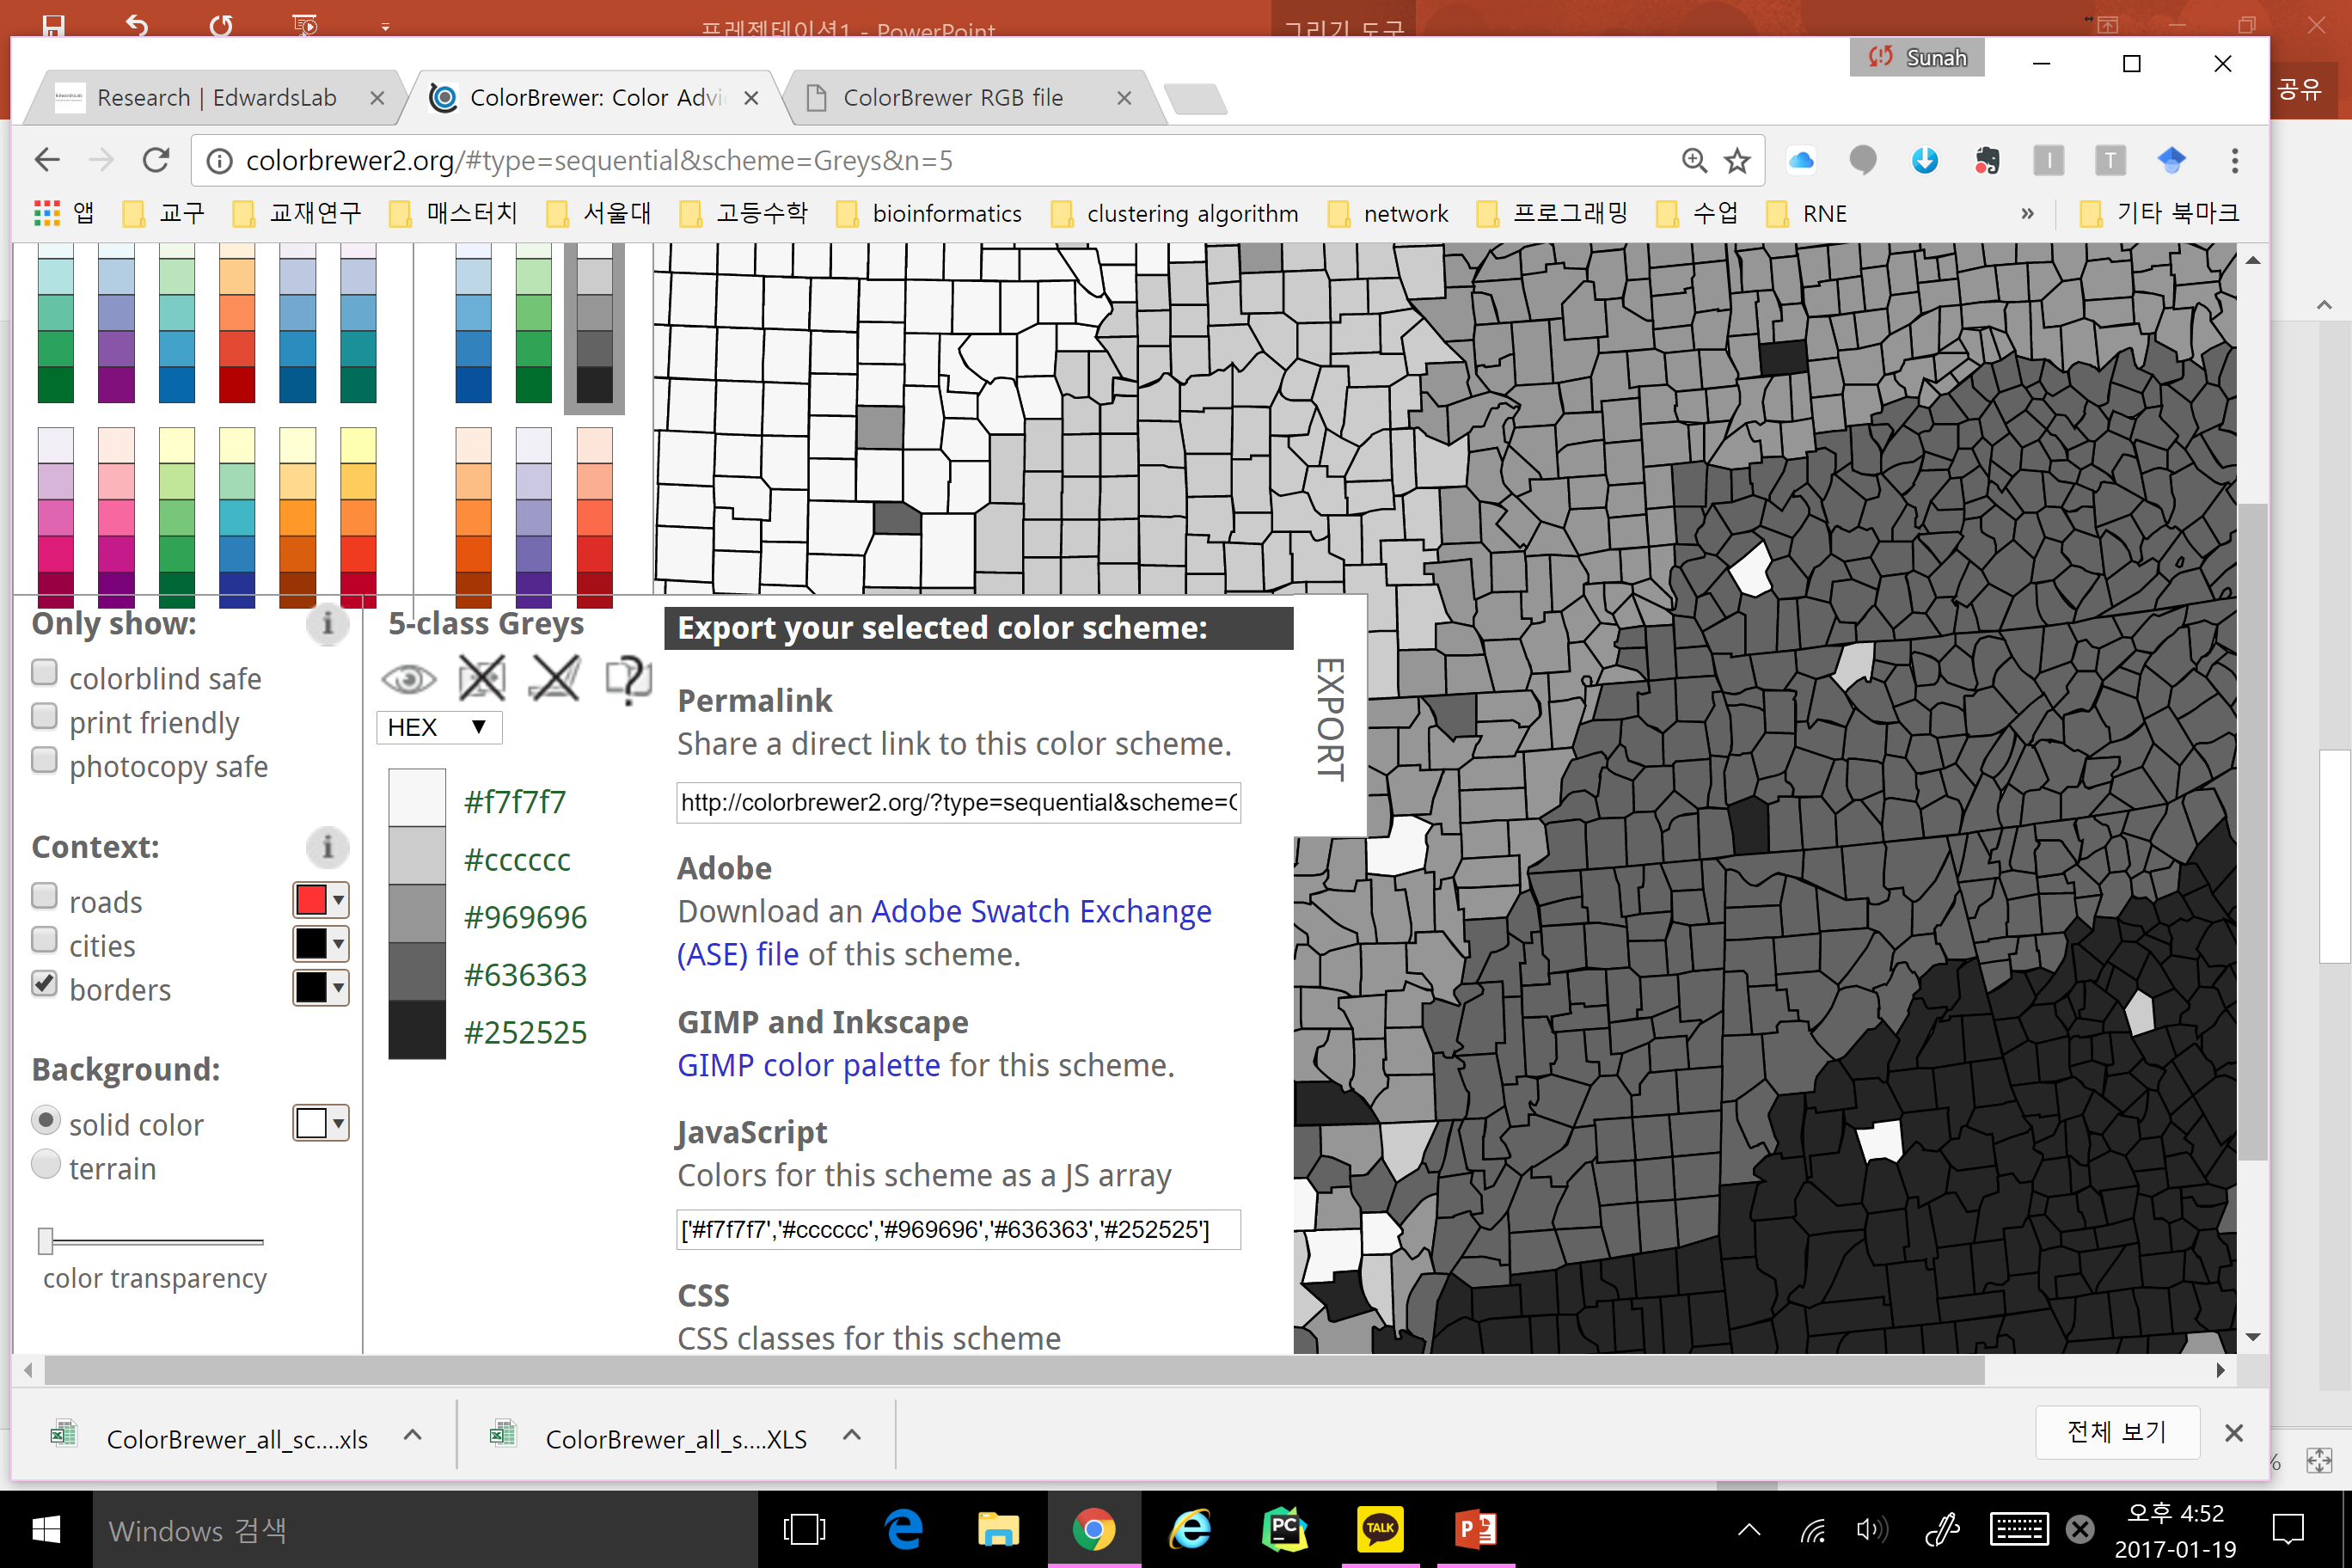 프레젠테이션1 - PowerPoint
그리기 도구
공유
Sunah
Research | EdwardsLab
ColorBrewer: Color Advi
ColorBrewer RGB file
colorbrewer2.org/#type=sequential&scheme=Greys&n=5
앱
교구
교재연구
매스터치
서울대
고등수학
bioinformatics
clustering algorithm
network
프로그래밍
수업
RNE
»
기타 북마크
Only show:
colorblind safe
print friendly
photocopy safe
Context:
roads
cities
borders
Background:
solid color
terrain
color transparency
5-class Greys
HEX
#f7f7f7
#cccccc
#969696
#636363
#252525
Export your selected color scheme:
EXPORT
Permalink
Share a direct link to this color scheme.
http://colorbrewer2.org/?type=sequential&scheme=G
Adobe
Download an Adobe Swatch Exchange
(ASE) file of this scheme.
GIMP and Inkscape
GIMP color palette for this scheme.
JavaScript
Colors for this scheme as a JS array
['#f7f7f7','#cccccc','#969696','#636363','#252525']
CSS
CSS classes for this scheme
ColorBrewer_all_sc....xls
ColorBrewer_all_s....XLS
전체 보기
%
Windows 검색
PC
TALK
오후 4:52
2017-01-19